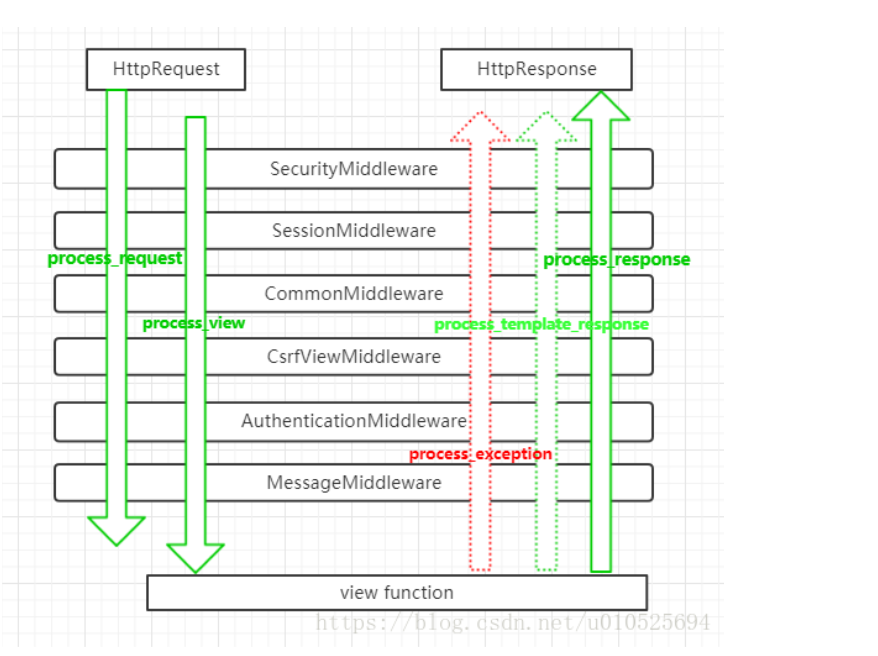 HttpRequest
HttpResponse
SecurityMiddleware
SessionMiddleware
process_request
process_response
CommonMiddleware
process_view
process_template_response
CsrfViewMiddleware
AuthenticationMiddleware
process_exception
MessageMiddleware
view function
https://blog.csdn.net/u010525694